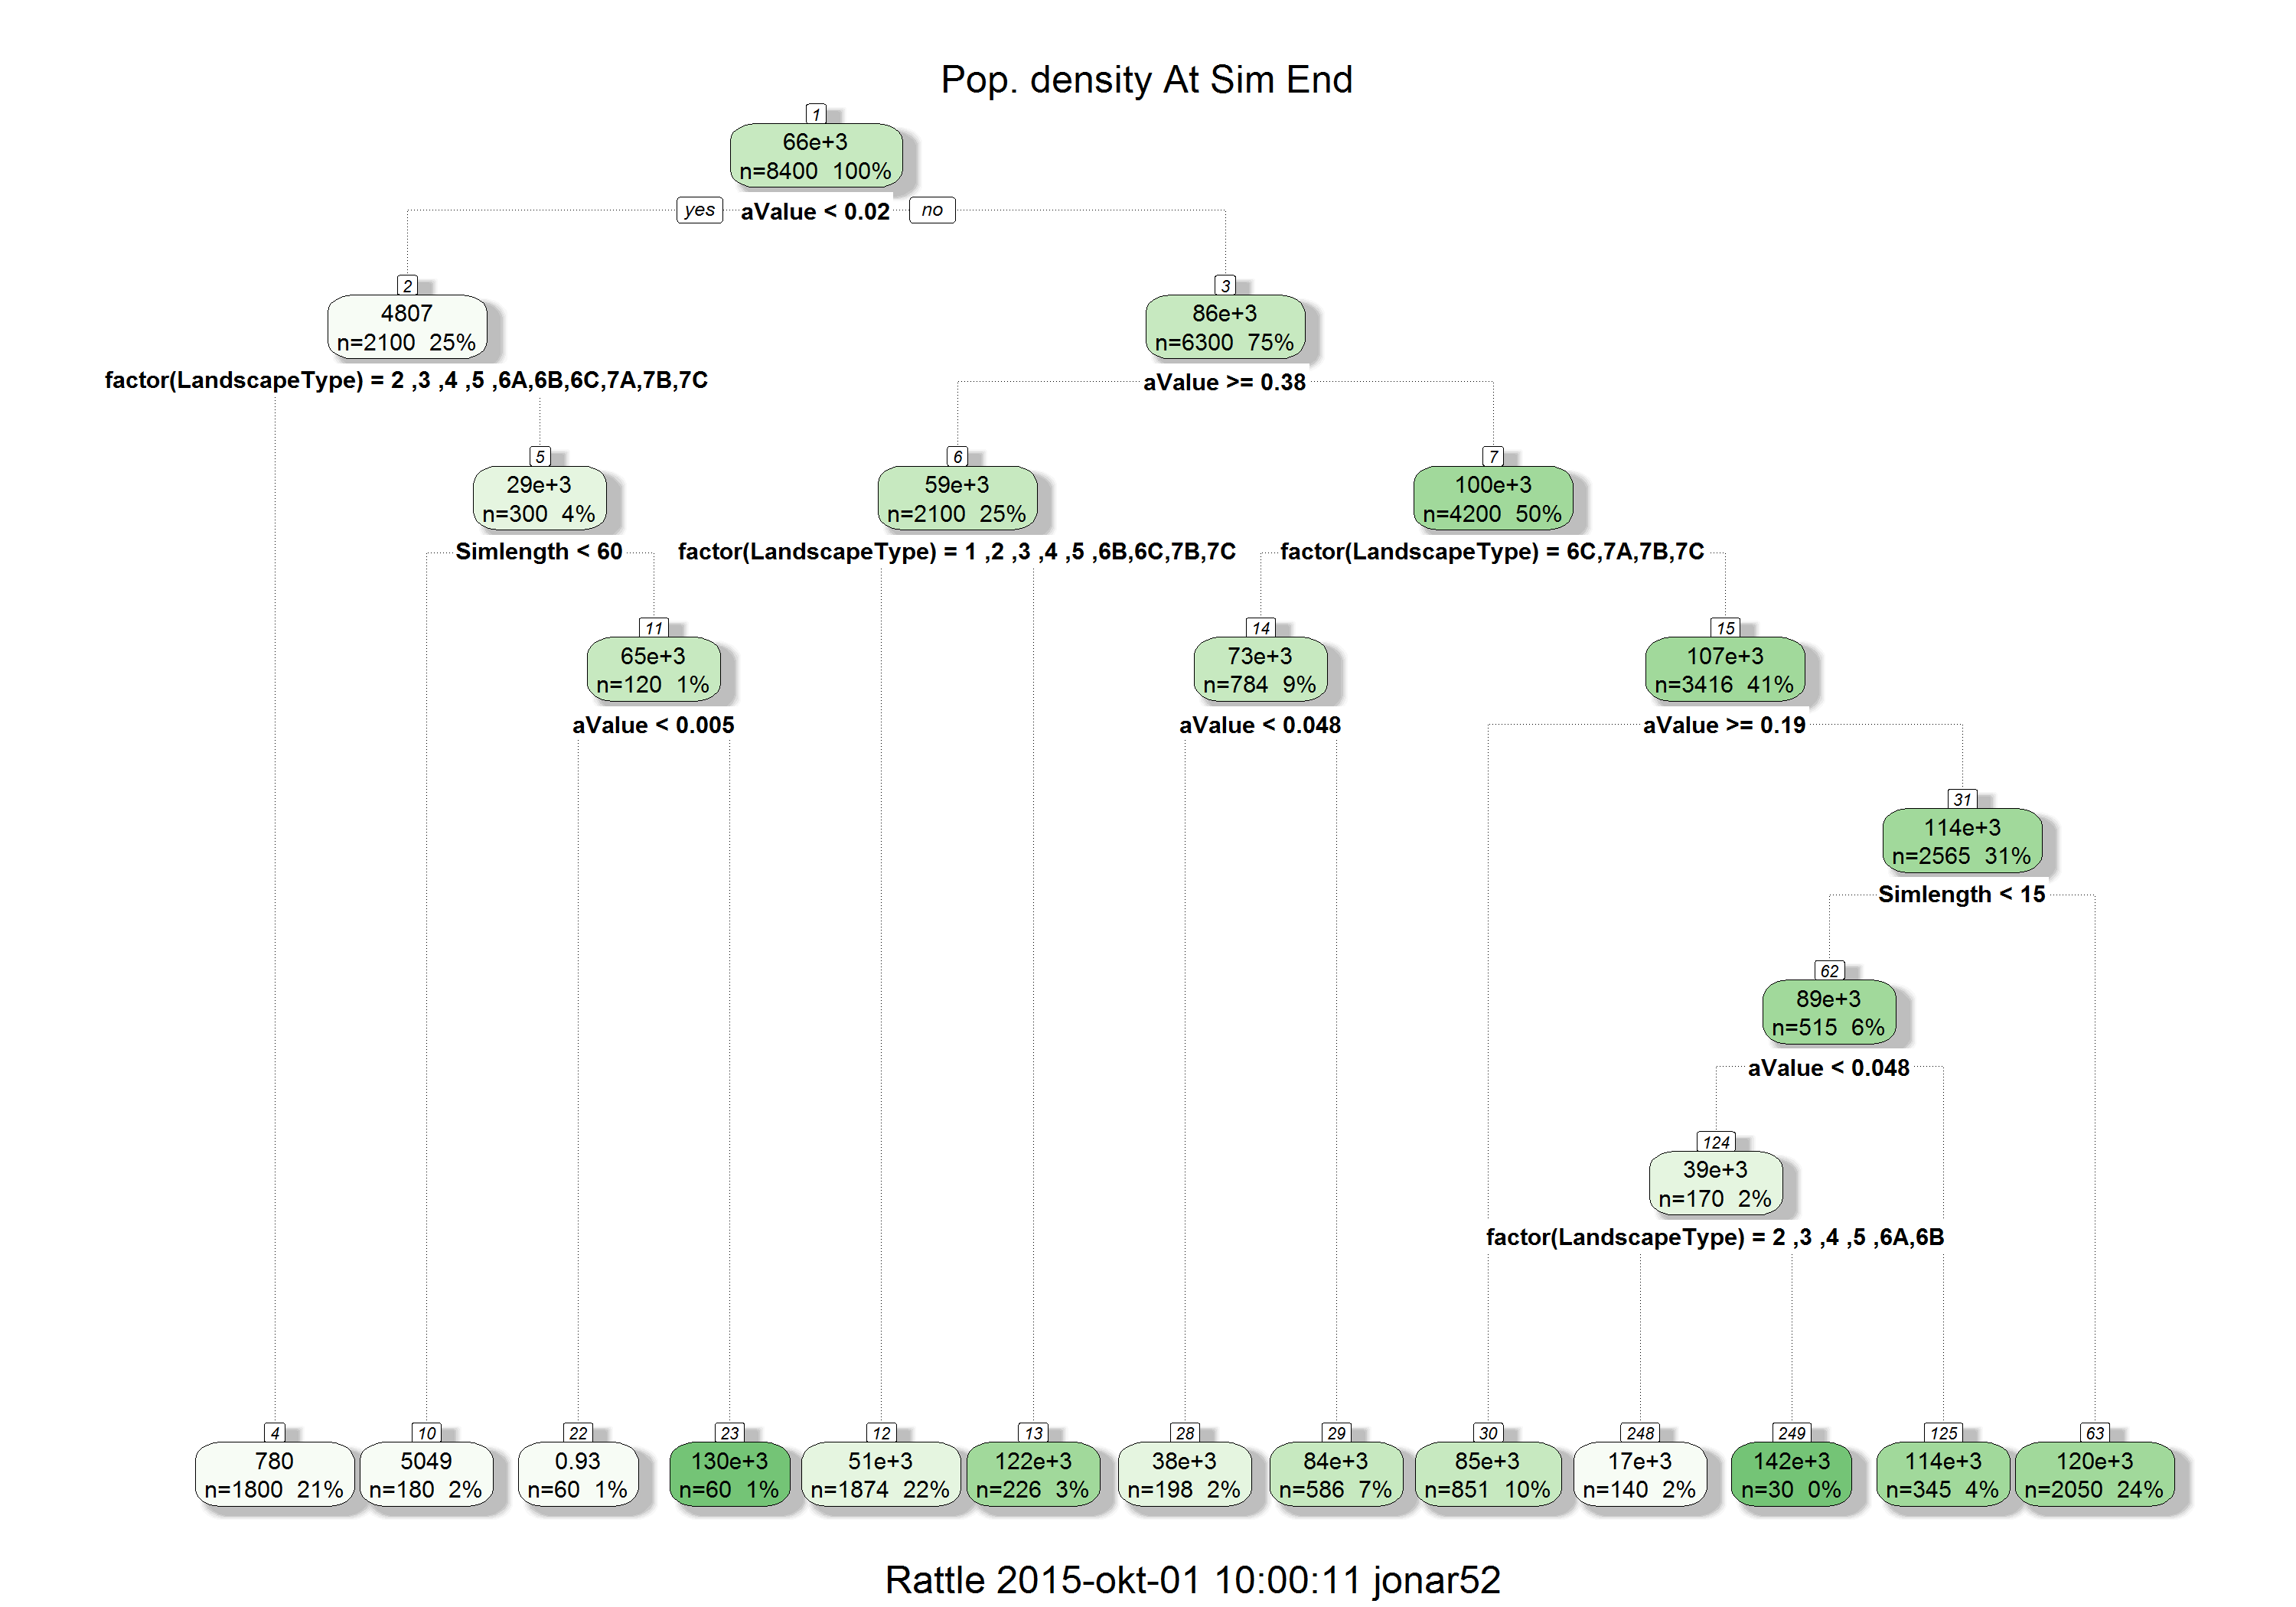 Pop. density At Sim End
1
66e+3
n=8400 100%
yes
aValue < 0.02
no
2
4807
n=2100 25%
3
86e+3
n=6300 75%
factor(LandscapeType) = 2 ,3 ,4 ,5 ,6A,6B,6C,7A,7B,7C
aValue >= 0.38
5
29e+3
n=300 4%
6
59e+3
n=2100 25%
7
100e+3
n=4200 50%
Simlength < 60
factor(LandscapeType) = 1 ,2 ,3 ,4 ,5 ,6B,6C,7B,7C
factor(LandscapeType) = 6C,7A,7B,7C
11
65e+3
n=120 1%
14
73e+3
n=784 9%
15
107e+3
n=3416 41%
aValue < 0.005
aValue < 0.048
aValue >= 0.19
31
114e+3
n=2565 31%
Simlength < 15
62
89e+3
n=515 6%
aValue < 0.048
124
39e+3
n=170 2%
factor(LandscapeType) = 2 ,3 ,4 ,5 ,6A,6B
4
780
n=1800 21%
10
5049
n=180 2%
22
0.93
n=60 1%
23
130e+3
n=60 1%
12
51e+3
n=1874 22%
13
122e+3
n=226 3%
28
38e+3
n=198 2%
29
84e+3
n=586 7%
30
85e+3
n=851 10%
248
17e+3
n=140 2%
249
142e+3
n=30 0%
125
114e+3
n=345 4%
63
120e+3
n=2050 24%
Rattle 2015-okt-01 10:00:11 jonar52